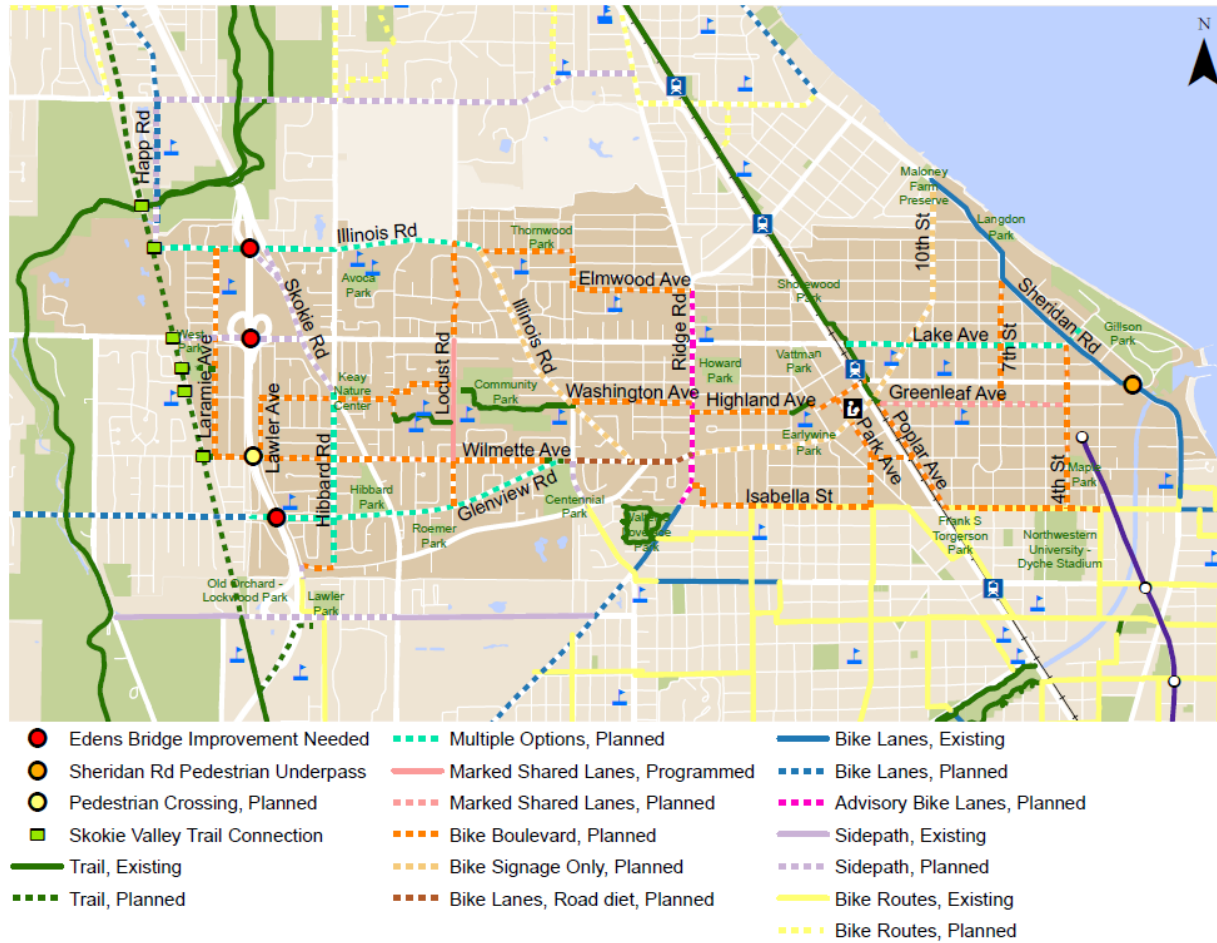 N
Happ Rd
Maloney
Farm
Preserve
10th St
Langdon
Park
Illinois Rd
Thornwood
Park
Avoca
Park
Elmwood Ave
Shorewood
Park
Skokie Rd
Illinois Rd
Ridge Rd
Sheridan Rd
Gillson
Park
West
Park
Laramie Ave
Locust Rd
Lake Ave
7th St
Howard
Park
Vattman
Park
Keay
Nature
Center
Community
Park
Washington Ave
Highland Ave
Greenleaf Ave
Lawler Ave
Hibbard Rd
Wilmette Ave
Earlywine
Park
Park Ave
Poplar Ave
4th St
Maple
Park
Hibbard
Park
Glenview Rd
Centennial
Park
Isabella St
Roemer
Park
Park
Frank S
Torgerson
Park
Northwestern
University -
Dyche Stadium
Old Orchard -
Lockwood Park
Lawler
Park
Edens Bridge Improvement Needed
Sheridan Rd Pedestrian Underpass
Pedestrian Crossing, Planned
Skokie Valley Trail Connection
Trail, Existing
Trail, Planned
Multiple Options, Planned
Marked Shared Lanes, Programmed
Marked Shared Lanes, Planned
Bike Boulevard, Planned
Bike Signage Only, Planned
Bike Lanes, Road diet, Planned
Bike Lanes, Existing
Bike Lanes, Planned
Advisory Bike Lanes, Planned
Sidepath, Existing
Sidepath, Planned
Bike Routes, Existing
Bike Routes, Planned